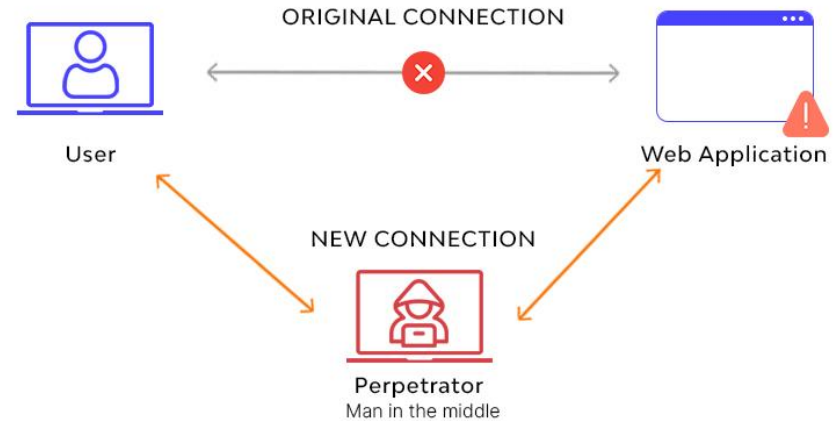 ORIGINAL CONNECTION
User
Web Application
NEW CONNECTION
Perpetrator
Man in the middle